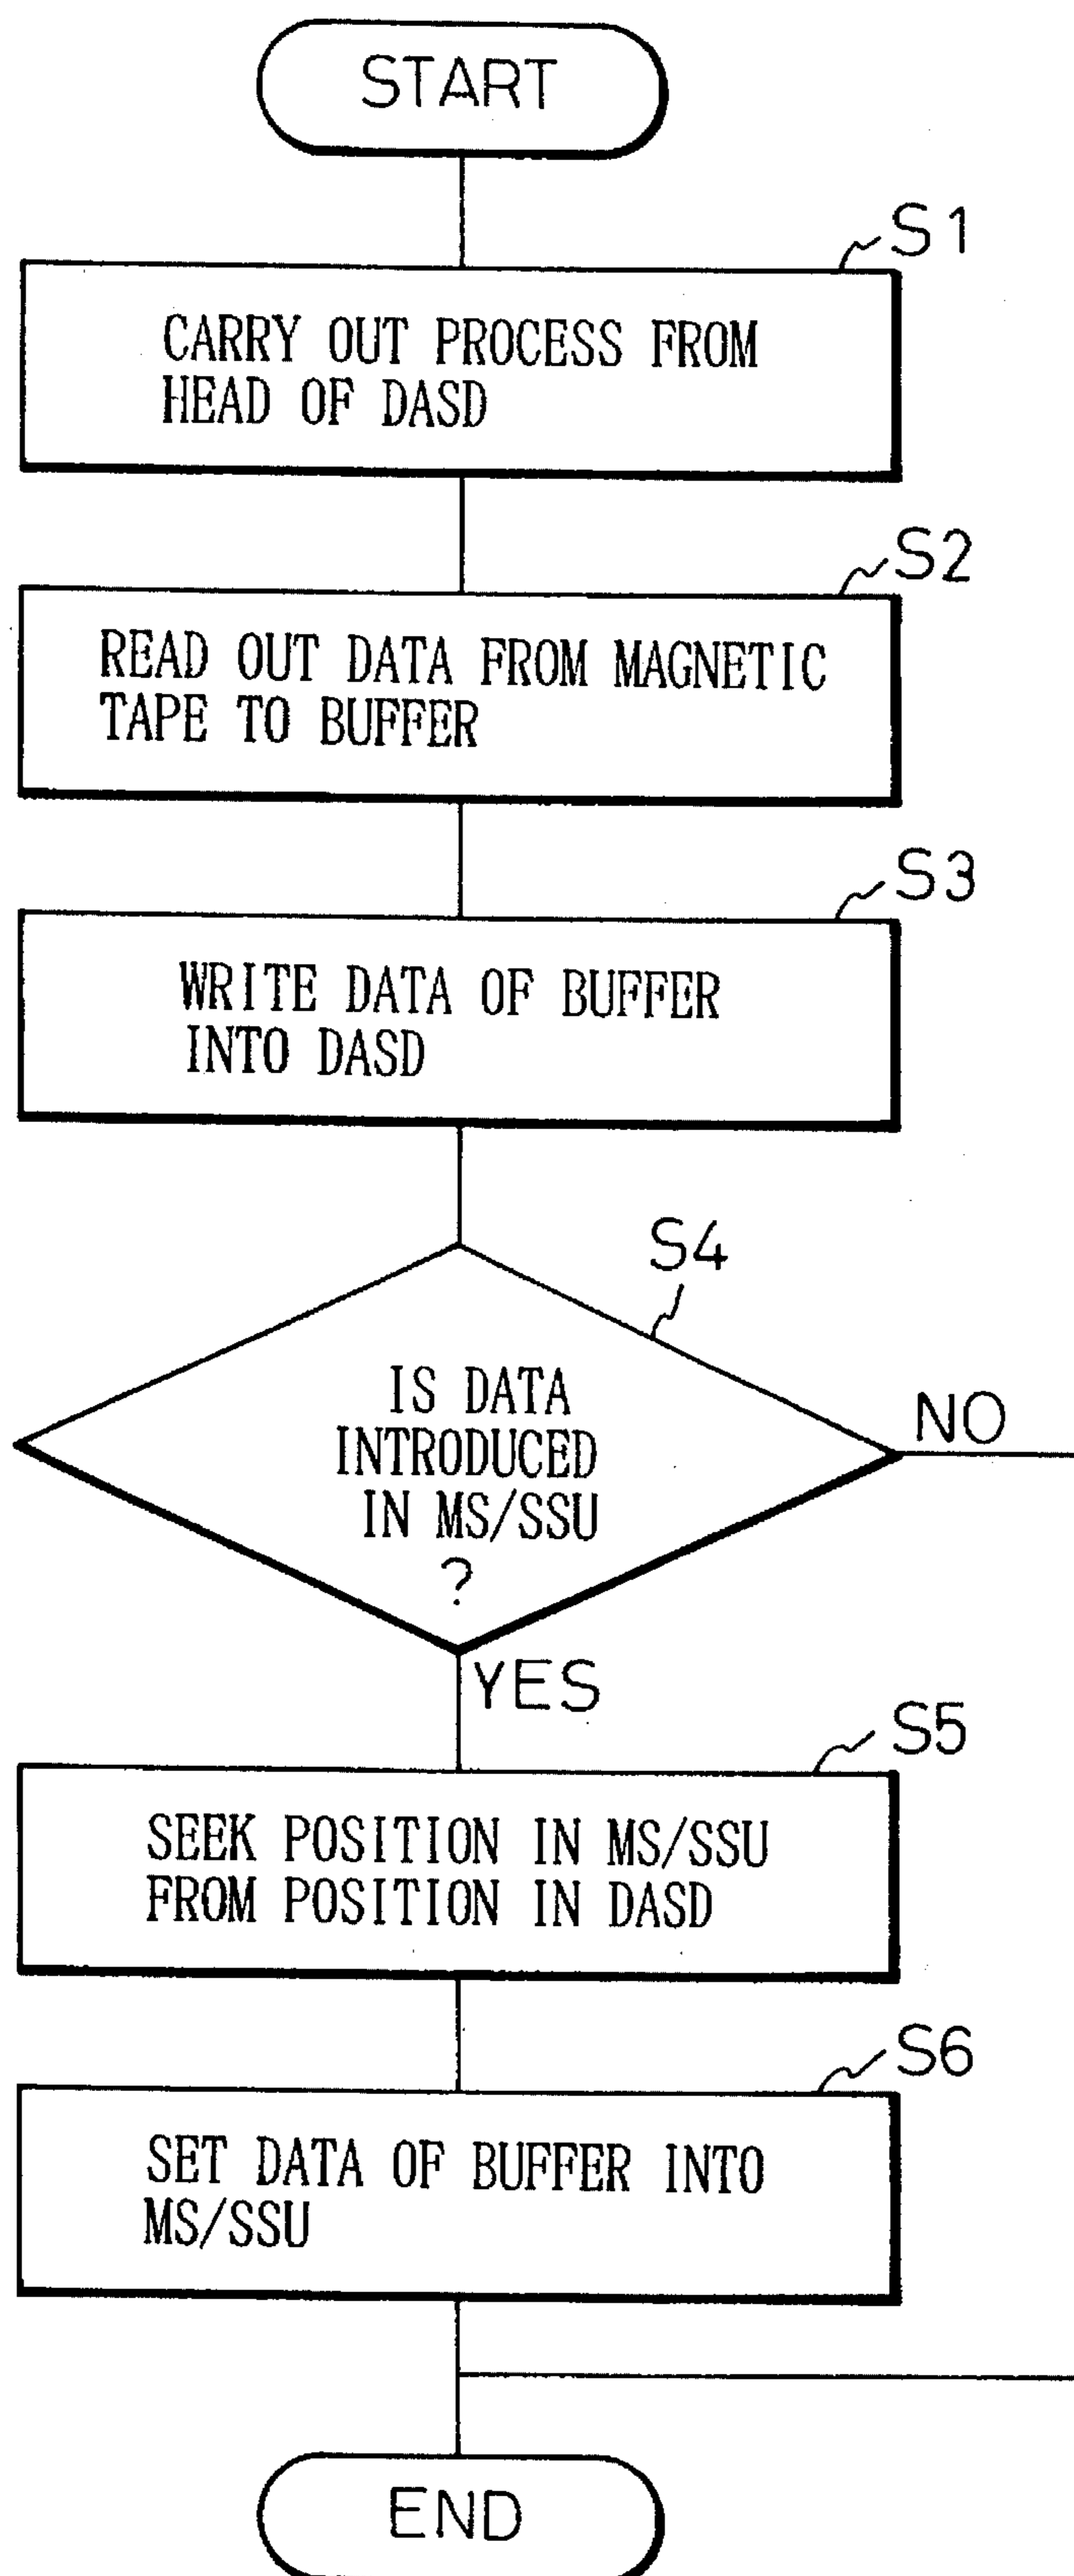 START
S1
CARRY OUT PROCESS FROM
HEAD OF DASD
S2
READ OUT DATA FROM MAGNETIC
TAPE TO BUFFER
S3
WRITE DATA OF BUFFER
INTO DASD
S4
IS DATA
INTRODUCED
IN MS/SSU
?
NO
YES
S5
SEEK POSITION IN MS/SSU
FROM POSITION IN DASD
S6
SET DATA OF BUFFER INTO
MS/SSU
END